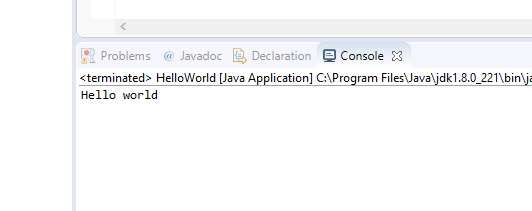 Problems @ Javadoc Declaration Console
<terminated> HelloWorld [Java Application] C:\Program Files\Java\jdk1.8.0_221\bin\ja
Hello world